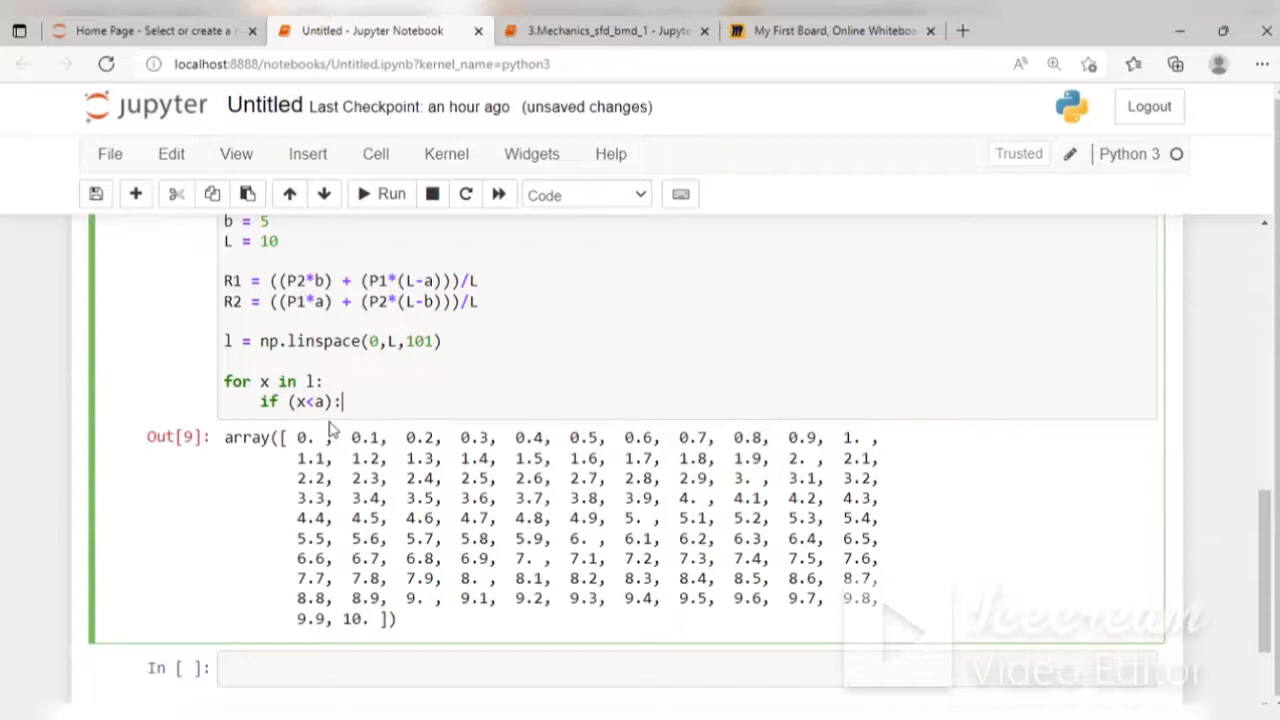 Home Page - Select or create a n
Untitled - Jupyter Notebook
3.Mechanics_sfd_bmd_1 - Jupyte
My First Board, Online Whiteboa
localhost:8888/notebooks/Untitled.ipynb?kernel_name=python3
jupyter Untitled Last Checkpoint: an hour ago (unsaved changes)
Logout
File Edit View Insert Cell Kernel Widgets Help
Trusted
Python 3
Run
Code
b = 5
L = 10
R1 = ((P2*b) + (P1*(L-a)))/L
R2 = ((P1*a) + (P2*(L-b)))/L
l = np.linspace(0,L,101)
for x in l:
if (x<a):
Out[9]: array([ 0. , 0.1, 0.2, 0.3, 0.4, 0.5, 0.6, 0.7, 0.8, 0.9, 1. ,
1.1, 1.2, 1.3, 1.4, 1.5, 1.6, 1.7, 1.8, 1.9, 2. , 2.1,
2.2, 2.3, 2.4, 2.5, 2.6, 2.7, 2.8, 2.9, 3. , 3.1, 3.2,
3.3, 3.4, 3.5, 3.6, 3.7, 3.8, 3.9, 4. , 4.1, 4.2, 4.3,
4.4, 4.5, 4.6, 4.7, 4.8, 4.9, 5. , 5.1, 5.2, 5.3, 5.4,
5.5, 5.6, 5.7, 5.8, 5.9, 6. , 6.1, 6.2, 6.3, 6.4, 6.5,
6.6, 6.7, 6.8, 6.9, 7. , 7.1, 7.2, 7.3, 7.4, 7.5, 7.6,
7.7, 7.8, 7.9, 8. , 8.1, 8.2, 8.3, 8.4, 8.5, 8.6, 8.7,
8.8, 8.9, 9. , 9.1, 9.2, 9.3, 9.4, 9.5, 9.6, 9.7, 9.8,
9.9, 10. ])
In [ ]:
Icecream
Video Editor